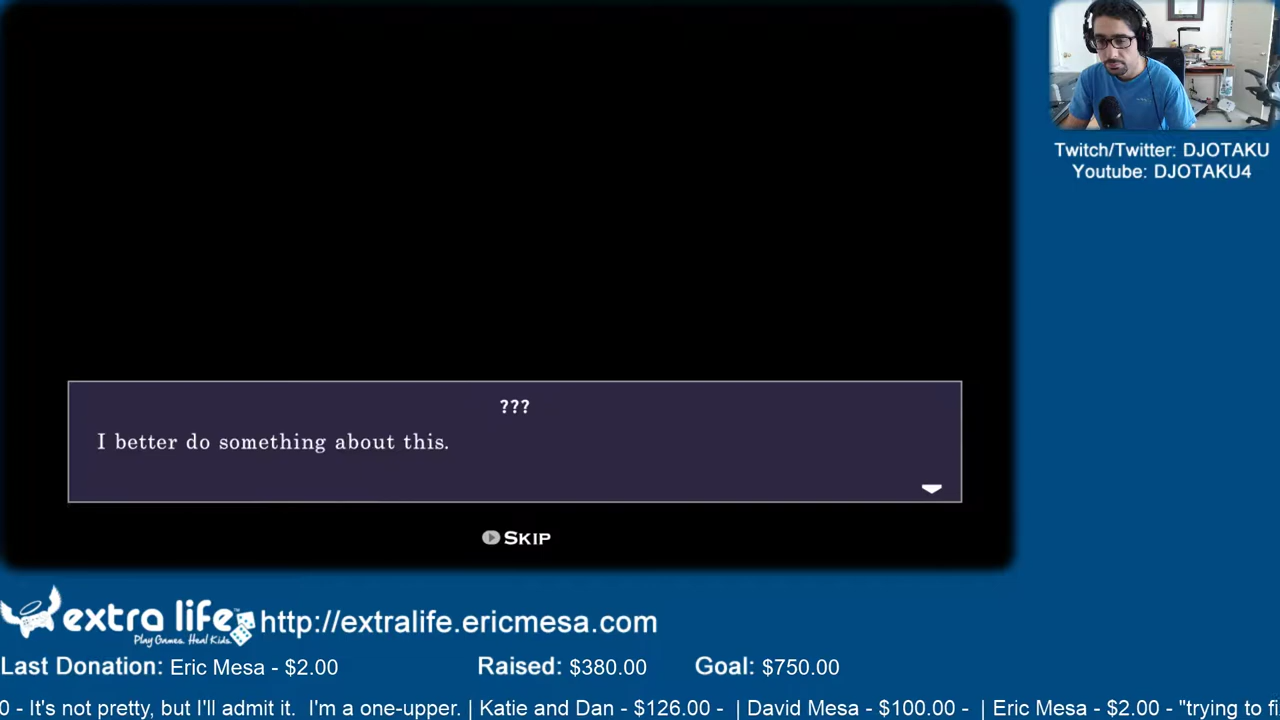 ???
I better do something about this.
SKIP
Twitch/Twitter: DJOTAKU
Youtube: DJOTAKU4
extra life
Play Games. Heal Kids.
http://extralife.ericmesa.com
Last Donation: Eric Mesa - $2.00 Raised: $380.00 Goal: $750.00
0 - It's not pretty, but I'll admit it. I'm a one-upper. | Katie and Dan - $126.00 - | David Mesa - $100.00 - | Eric Mesa - $2.00 - "trying to fi